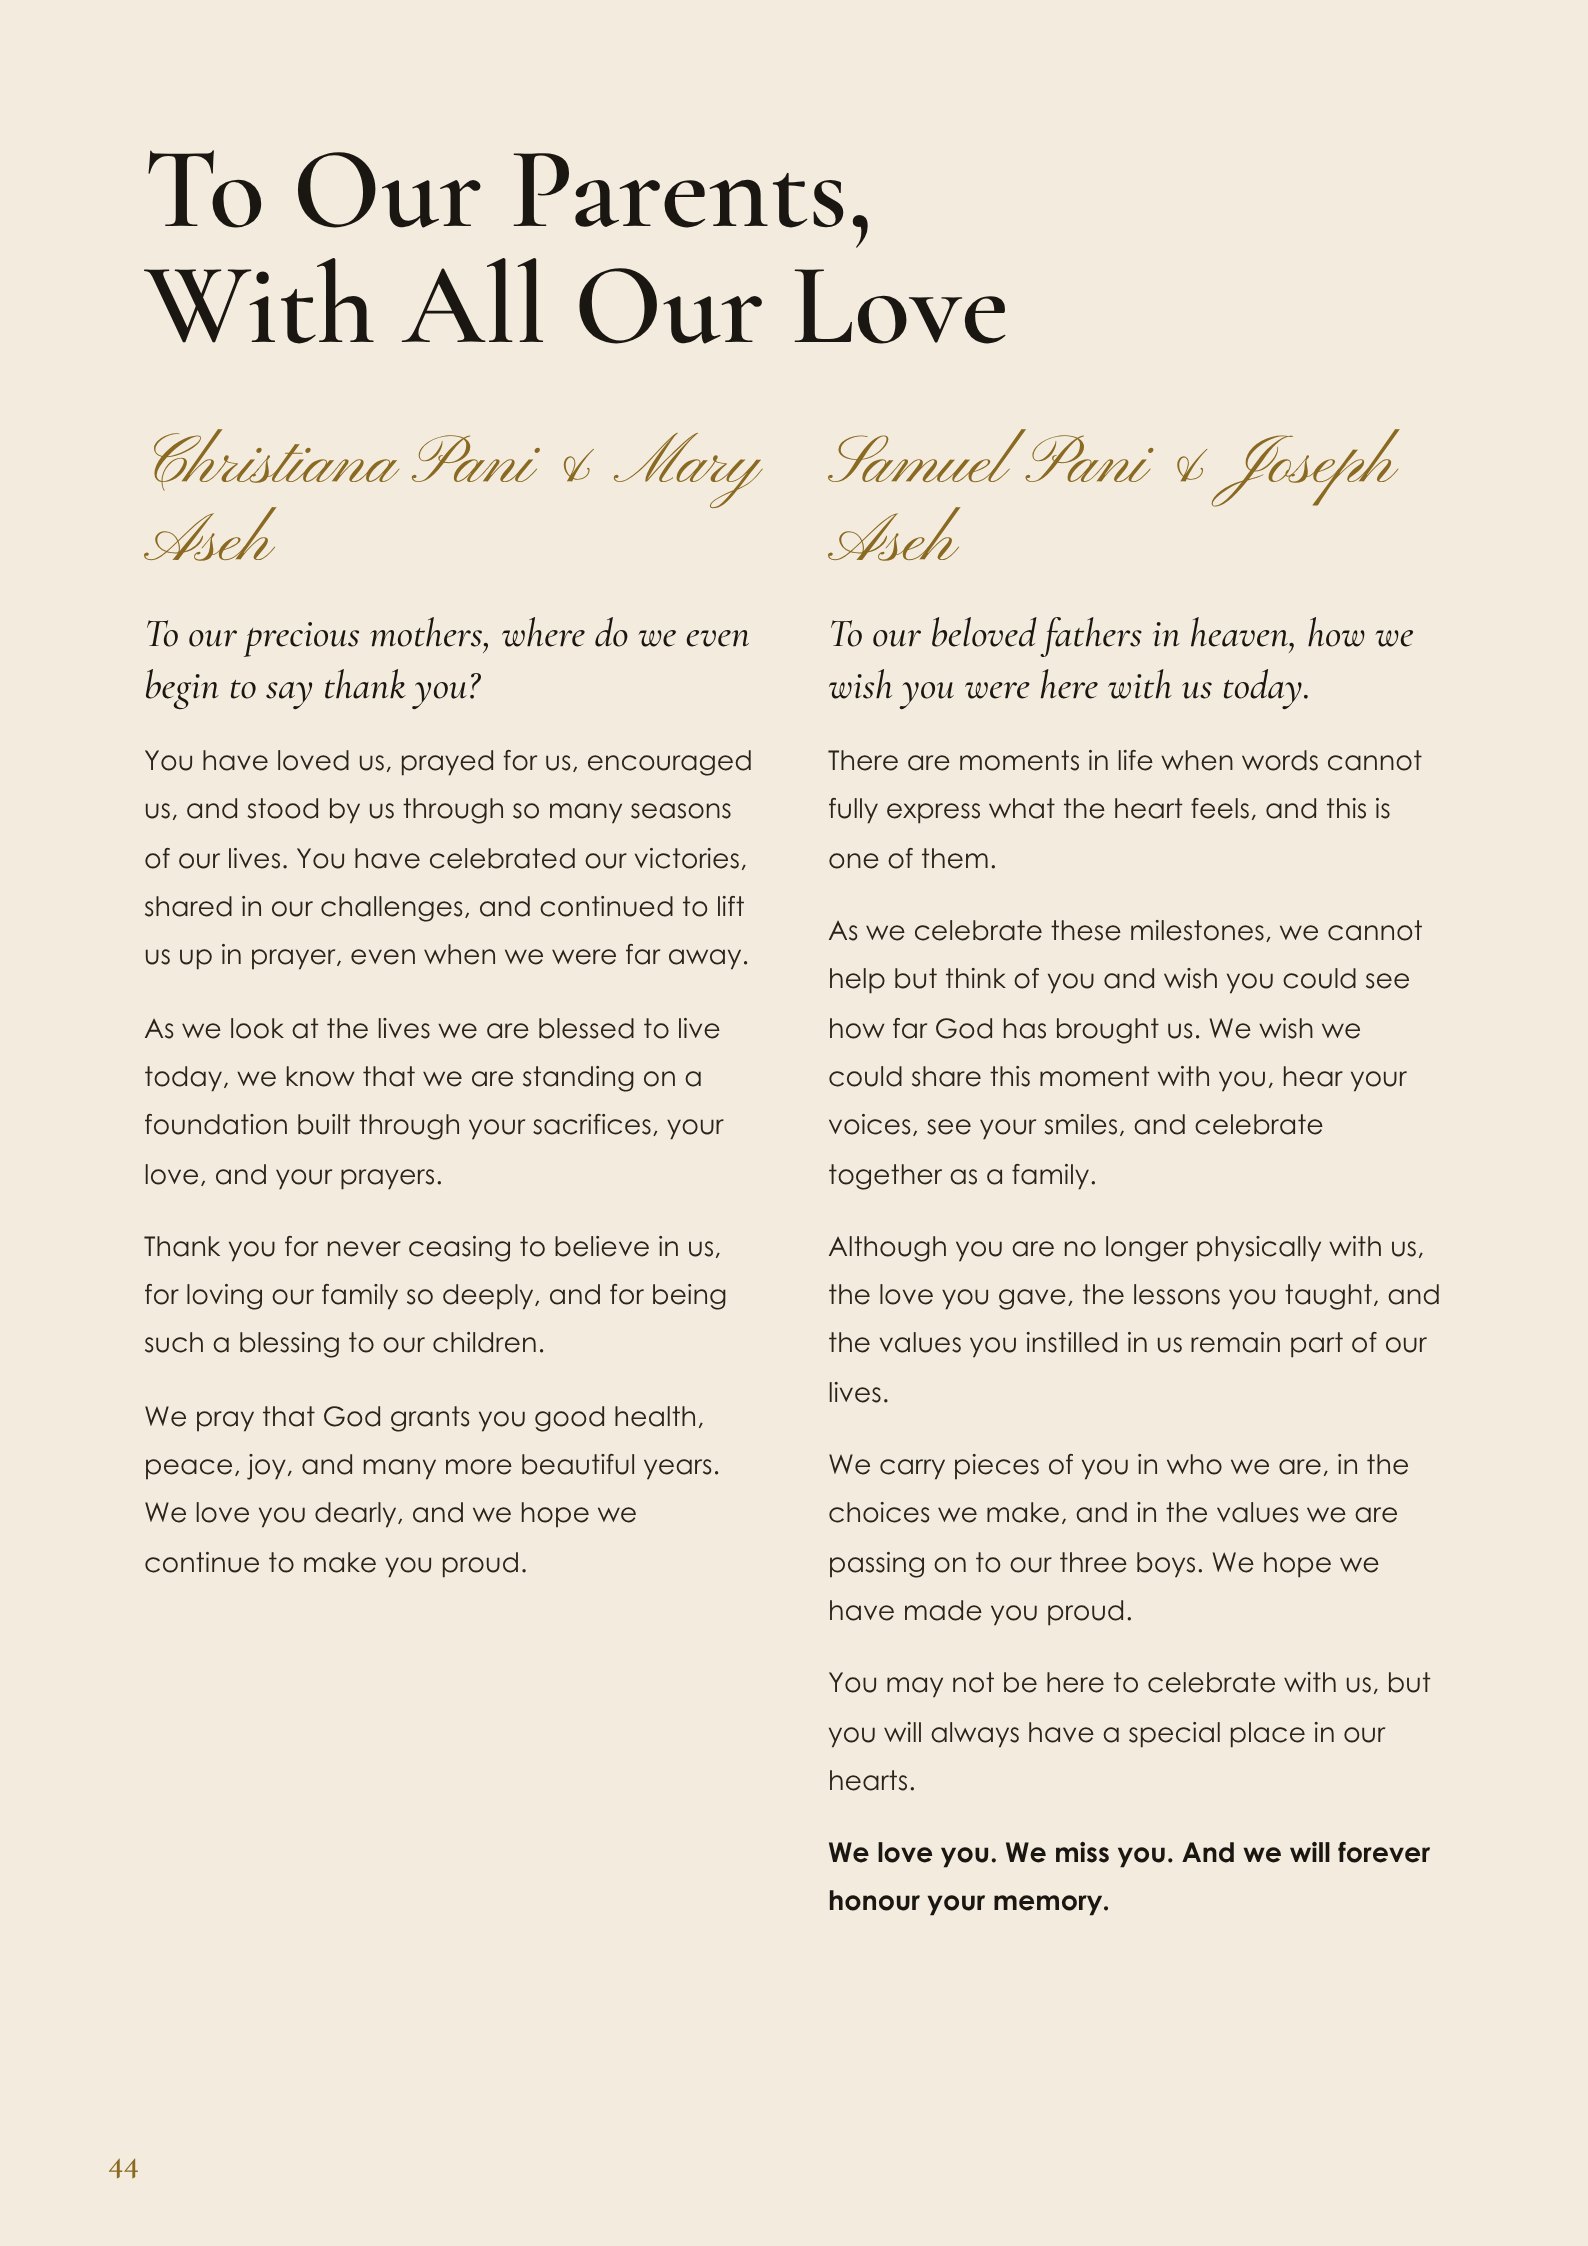 To Our Parents,
With All Our Love
Christiana Pani & Mary
Aseh
To our precious mothers, where do we even
begin to say thank you?
You have loved us, prayed for us, encouraged
us, and stood by us through so many seasons
of our lives. You have celebrated our victories,
shared in our challenges, and continued to lift
us up in prayer, even when we were far away.
As we look at the lives we are blessed to live
today, we know that we are standing on a
foundation built through your sacrifices, your
love, and your prayers.
Thank you for never ceasing to believe in us,
for loving our family so deeply, and for being
such a blessing to our children.
We pray that God grants you good health,
peace, joy, and many more beautiful years.
We love you dearly, and we hope we
continue to make you proud.
Samuel Pani & Joseph
Aseh
To our beloved fathers in heaven, how we
wish you were here with us today.
There are moments in life when words cannot
fully express what the heart feels, and this is
one of them.
As we celebrate these milestones, we cannot
help but think of you and wish you could see
how far God has brought us. We wish we
could share this moment with you, hear your
voices, see your smiles, and celebrate
together as a family.
Although you are no longer physically with us,
the love you gave, the lessons you taught, and
the values you instilled in us remain part of our
lives.
We carry pieces of you in who we are, in the
choices we make, and in the values we are
passing on to our three boys. We hope we
have made you proud.
You may not be here to celebrate with us, but
you will always have a special place in our
hearts.
We love you. We miss you. And we will forever
honour your memory.
44